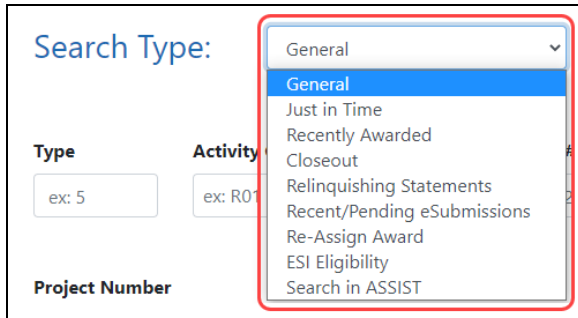 Search Type:
General
General
Just in Time
Recently Awarded
Closeout
Relinquishing Statements
Recent/Pending eSubmissions
Re-Assign Award
ESI Eligibility
Search in ASSIST
Type
Activity
ex: 5
ex: R01
Project Number